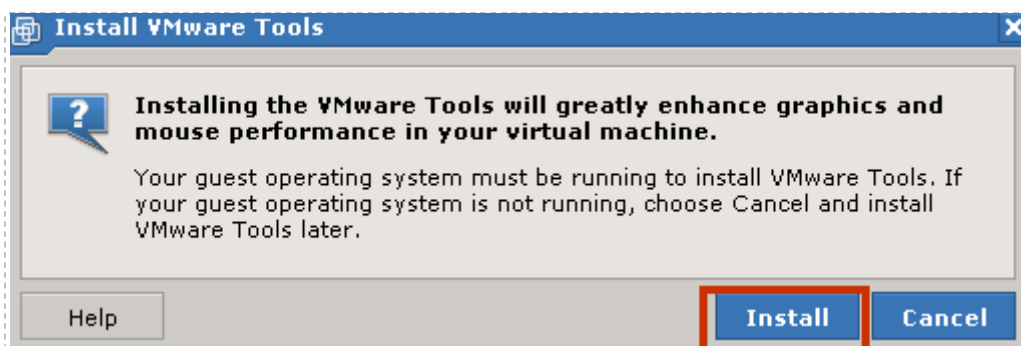 Install VMware Tools
Installing the VMware Tools will greatly enhance graphics and
mouse performance in your virtual machine.
Your guest operating system must be running to install VMware Tools. If
your guest operating system is not running, choose Cancel and install
VMware Tools later.
Help
Install
Cancel